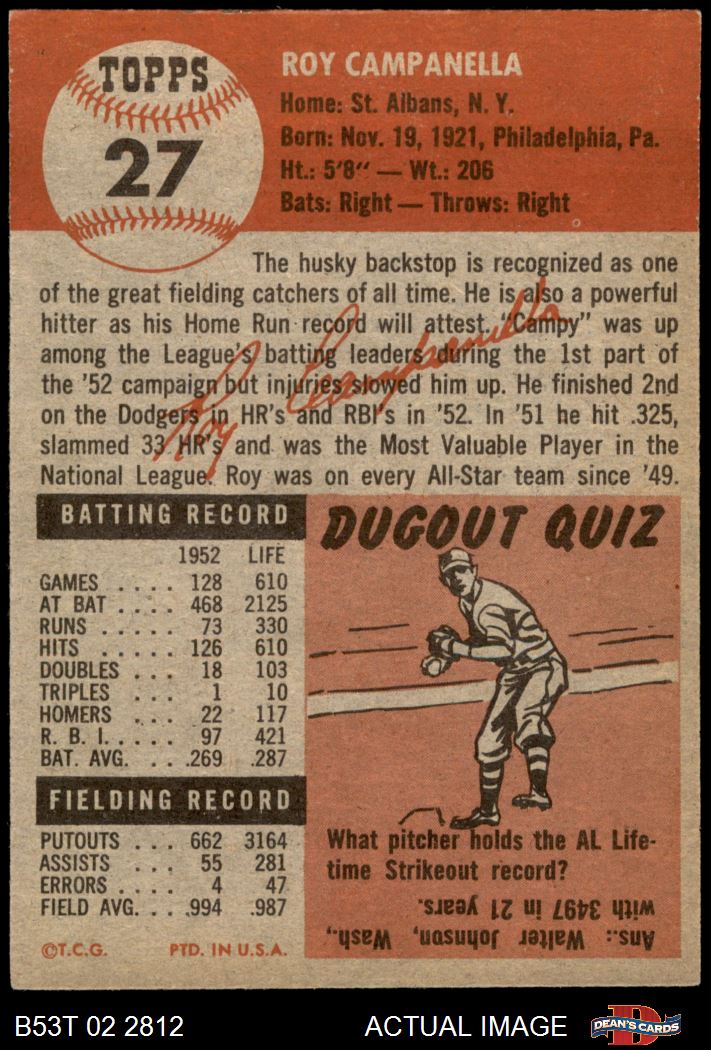 TOPPS
27
ROY CAMPANELLA
Home: St. Albans, N. Y.
Born: Nov. 19, 1921, Philadelphia, Pa.
Ht.: 5'8" — Wt.: 206
Bats: Right — Throws: Right
The husky backstop is recognized as one
of the great fielding catchers of all time. He is also a powerful
hitter as his Home Run record will attest. "Campy" was up
among the League's batting leaders during the 1st part of
the '52 campaign but injuries slowed him up. He finished 2nd
on the Dodgers in HR's and RBI's in '52. In '51 he hit .325,
slammed 33 HR's and was the Most Valuable Player in the
National League. Roy was on every All-Star team since '49.
Roy Campanella
BATTING RECORD
1952 LIFE
GAMES .... 128 610
AT BAT .... 468 2125
RUNS ..... 73 330
HITS ..... 126 610
DOUBLES ... 18 103
TRIPLES ... 1 10
HOMERS ... 22 117
R. B. I. .... 97 421
BAT. AVG. ... .269 .287
FIELDING RECORD
PUTOUTS ... 662 3164
ASSISTS ... 55 281
ERRORS .... 4 47
FIELD AVG. ... .994 .987
©T.C.G. PTD. IN U.S.A.
DUGOUT QUIZ
What pitcher holds the AL Life-
time Strikeout record?
Ans.: Walter Johnson, Wash.,
with 3497 in 21 years.
B53T 02 2812 ACTUAL IMAGE
D
DEAN'S CARDS